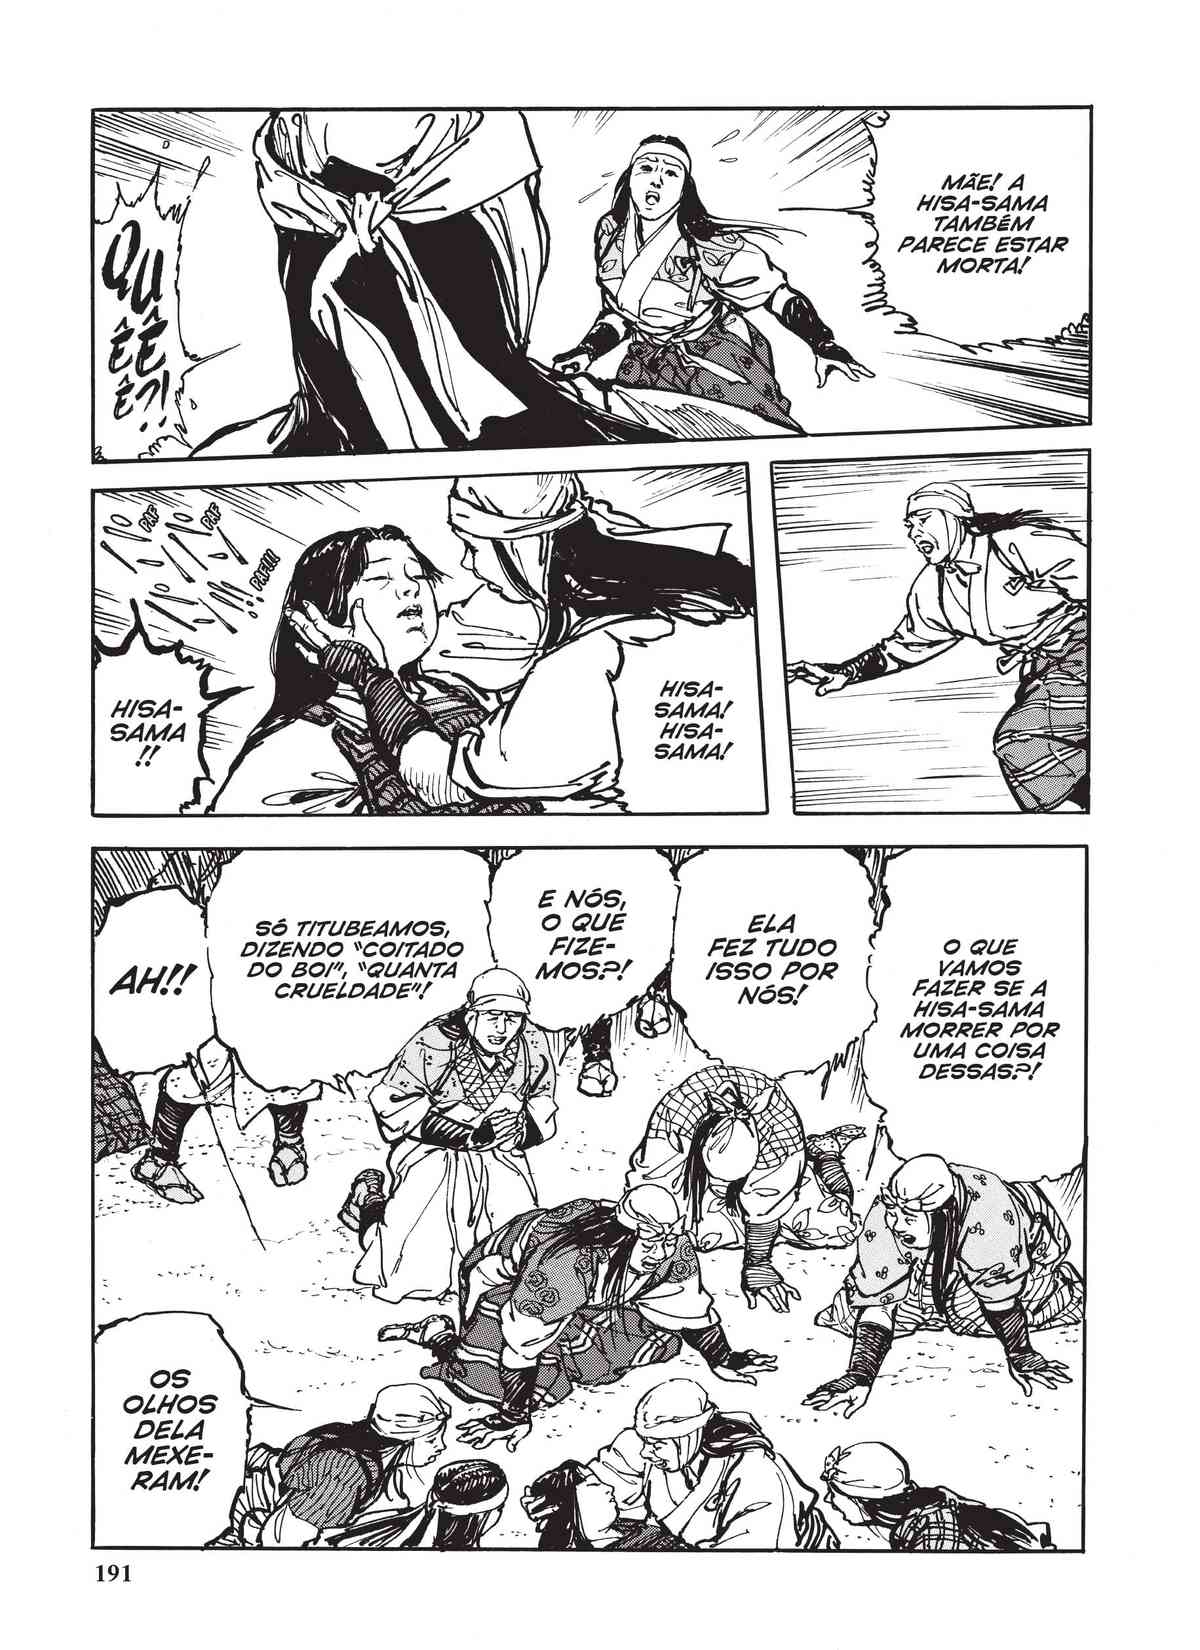 MÃE! A
HISA-SAMA
TAMBÉM
PARECE ESTAR
MORTA!
QU
Ê
Ê
Ê?!
HISA-
SAMA!
HISA-
SAMA!
PAF
PAF
PAF!!!
HISA-
SAMA
!!
O QUE
VAMOS
FAZER SE A
HISA-SAMA
MORRER POR
UMA COISA
DESSAS?!
ELA
FEZ TUDO
ISSO POR
NÓS!
E NÓS,
O QUE
FIZE-
MOS?!
SÓ TITUBEAMOS,
DIZENDO “COITADO
DO BOI”, “QUANTA
CRUELDADE”!
AH!!
OS
OLHOS
DELA
MEXE-
RAM!
191